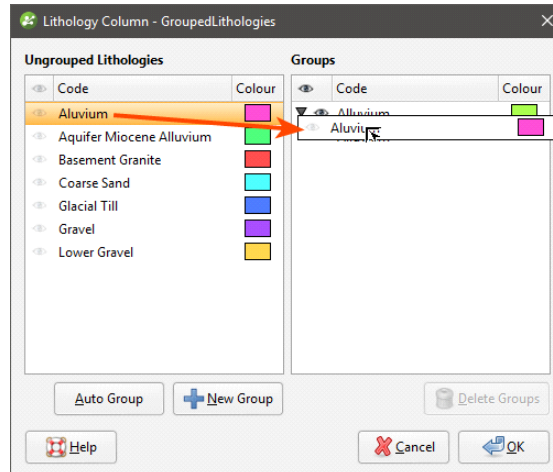 Lithology Column - GroupedLithologies
Ungrouped Lithologies
Groups
Code Colour
Code Colour
Aluvium
Alluvium
Aluvium
Aquifer Miocene Alluvium
Basement Granite
Coarse Sand
Glacial Till
Gravel
Lower Gravel
Auto Group
New Group
Delete Groups
Help
Cancel
OK